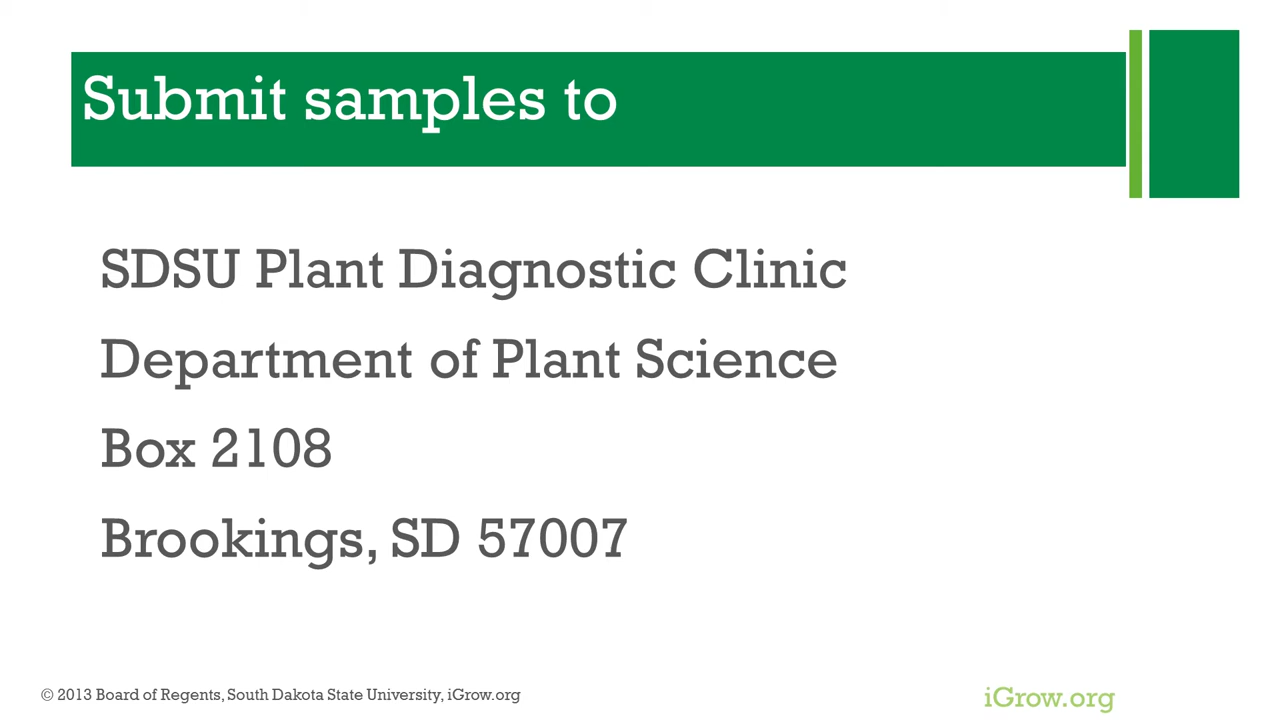 Submit samples to
SDSU Plant Diagnostic Clinic
Department of Plant Science
Box 2108
Brookings, SD 57007
© 2013 Board of Regents, South Dakota State University, iGrow.org
iGrow.org